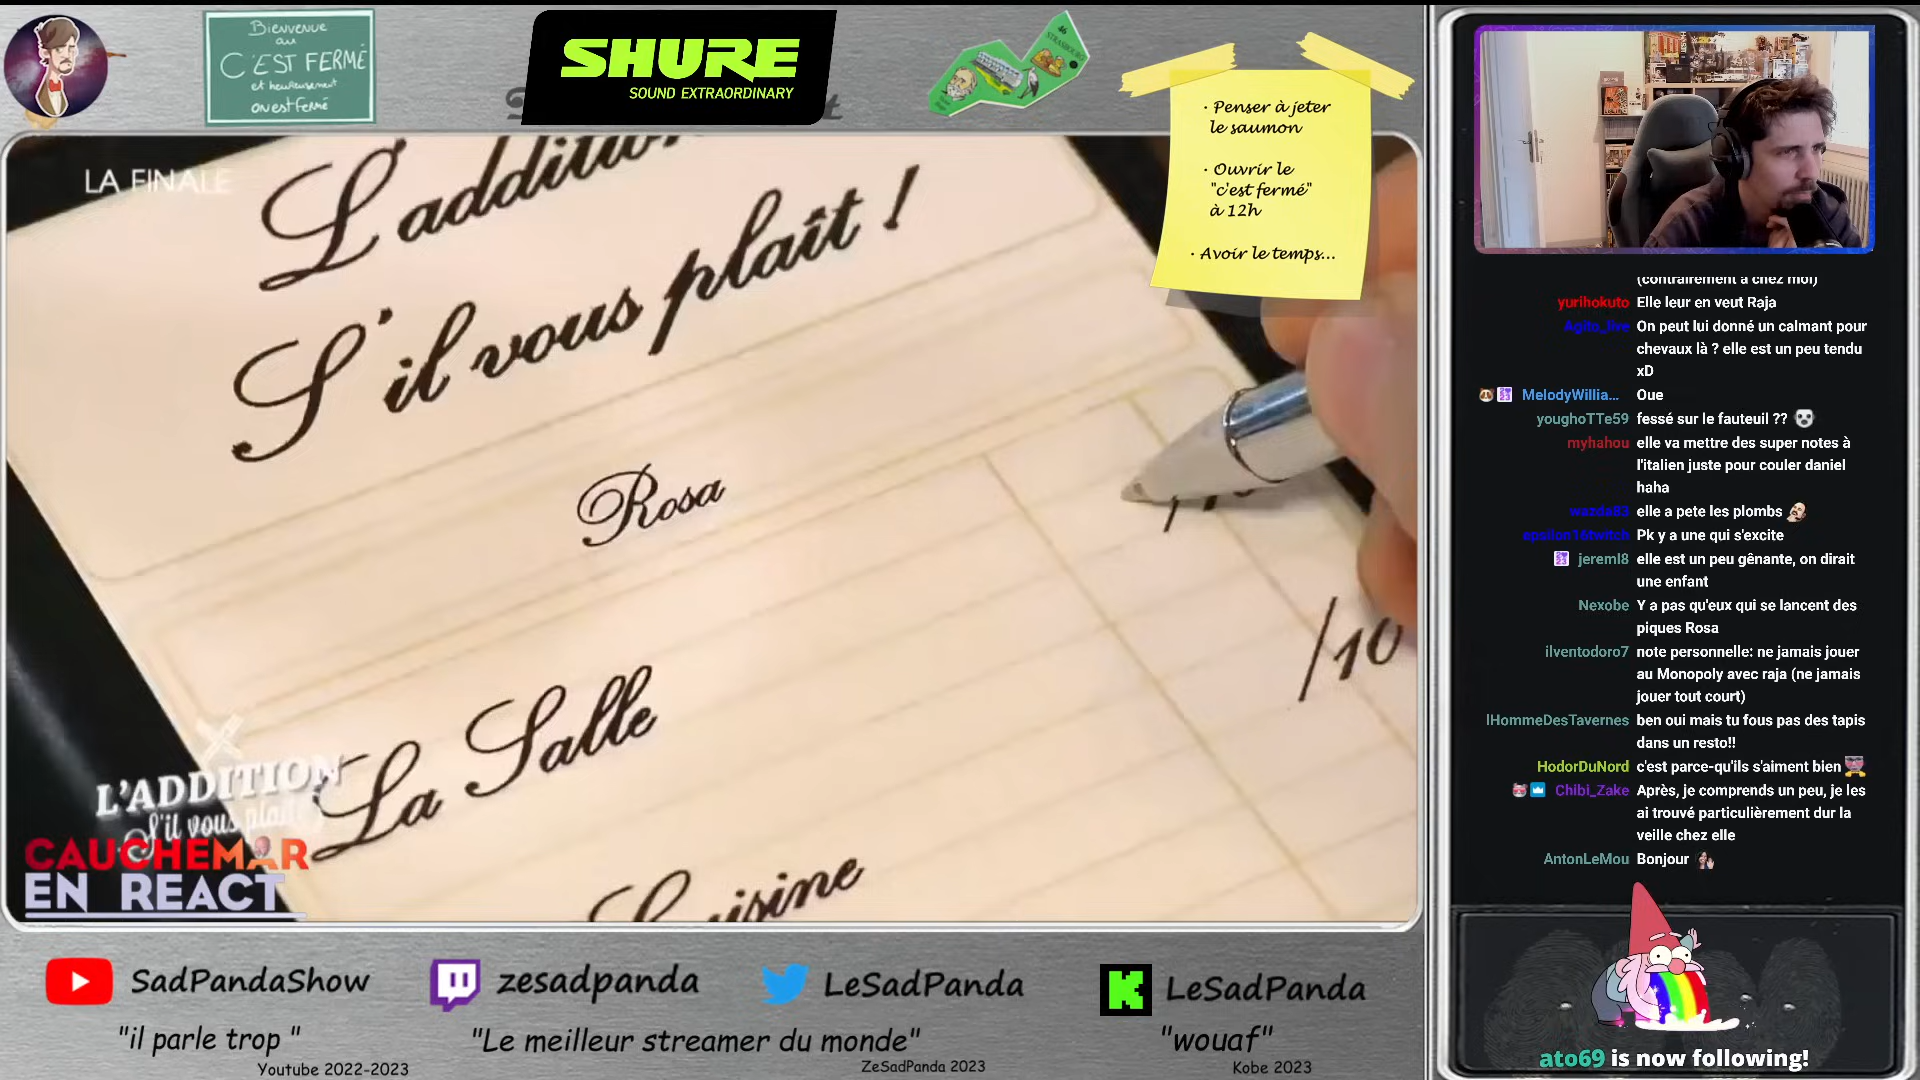 Bienvenue
au
C'EST FERMÉ
et heureusement
on est fermé
SHURE
SOUND EXTRAORDINARY
STRASBOURG
· Penser à jeter
le saumon
· Ouvrir le
"c'est fermé"
à 12h
· Avoir le temps...
LA FINALE
L'addition
S'il vous plaît !
Rosa
/10
La Salle
Cuisine
L'ADDITION
S'il vous plaît
CAUCHEMAR
EN REACT
(contrairement à chez moi)
yurihokuto Elle leur en veut Raja
Agito_live On peut lui donné un calmant pour
chevaux là ? elle est un peu tendu
xD
MelodyWillia... Oue
youghoTTe59 fessé sur le fauteuil ??
myhahou elle va mettre des super notes à
l'italien juste pour couler daniel
haha
wazda83 elle a pete les plombs
epsilon16twitch Pk y a une qui s'excite
jereml8 elle est un peu gênante, on dirait
une enfant
Nexobe Y a pas qu'eux qui se lancent des
piques Rosa
ilventodoro7 note personnelle: ne jamais jouer
au Monopoly avec raja (ne jamais
jouer tout court)
lHommeDesTavernes ben oui mais tu fous pas des tapis
dans un resto!!
HodorDuNord c'est parce-qu'ils s'aiment bien
Chibi_Zake Après, je comprends un peu, je les
ai trouvé particulièrement dur la
veille chez elle
AntonLeMou Bonjour
ato69 is now following!
SadPandaShow
"il parle trop "
Youtube 2022-2023
zesadpanda
"Le meilleur streamer du monde"
ZeSadPanda 2023
LeSadPanda
LeSadPanda
"wouaf"
Kobe 2023